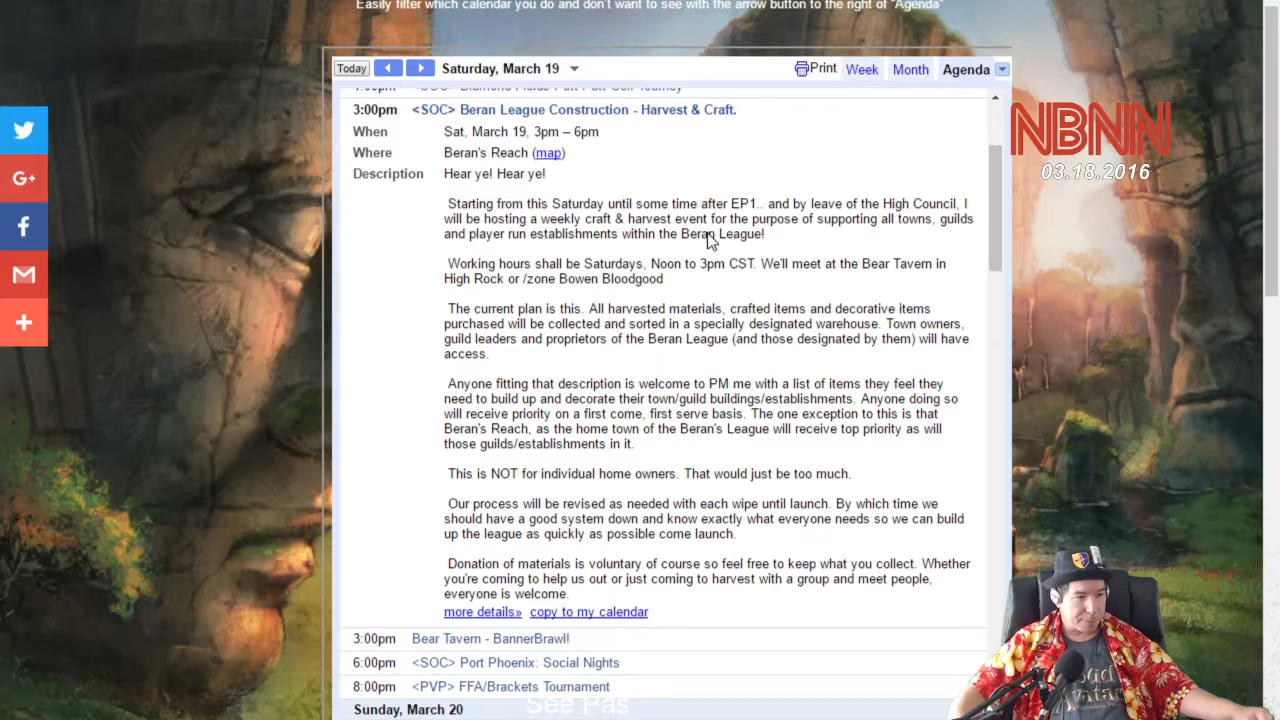 Easily filter which calendar you do and don't want to see with the arrow button to the right of "Agenda"
Today
Saturday, March 19
Print
Week
Month
Agenda
<SOC> Diamond Fields Putt Putt Golf Tourney
3:00pm <SOC> Beran League Construction - Harvest & Craft.
When Sat, March 19, 3pm – 6pm
Where Beran's Reach (map)
Description Hear ye! Hear ye!
Starting from this Saturday until some time after EP1.. and by leave of the High Council, I
will be hosting a weekly craft & harvest event for the purpose of supporting all towns, guilds
and player run establishments within the Beran League!
Working hours shall be Saturdays, Noon to 3pm CST. We'll meet at the Bear Tavern in
High Rock or /zone Bowen Bloodgood
The current plan is this. All harvested materials, crafted items and decorative items
purchased will be collected and sorted in a specially designated warehouse. Town owners,
guild leaders and proprietors of the Beran League (and those designated by them) will have
access.
Anyone fitting that description is welcome to PM me with a list of items they feel they
need to build up and decorate their town/guild buildings/establishments. Anyone doing so
will receive priority on a first come, first serve basis. The one exception to this is that
Beran's Reach, as the home town of the Beran's League will receive top priority as will
those guilds/establishments in it.
This is NOT for individual home owners. That would just be too much.
Our process will be revised as needed with each wipe until launch. By which time we
should have a good system down and know exactly what everyone needs so we can build
up the league as quickly as possible come launch.
Donation of materials is voluntary of course so feel free to keep what you collect. Whether
you're coming to help us out or just coming to harvest with a group and meet people,
everyone is welcome.
more details» copy to my calendar
3:00pm Bear Tavern - BannerBrawl!
6:00pm <SOC> Port Phoenix: Social Nights
8:00pm <PVP> FFA/Brackets Tournament
Sunday, March 20
See Pas
NBNN
03.18.2016
G+